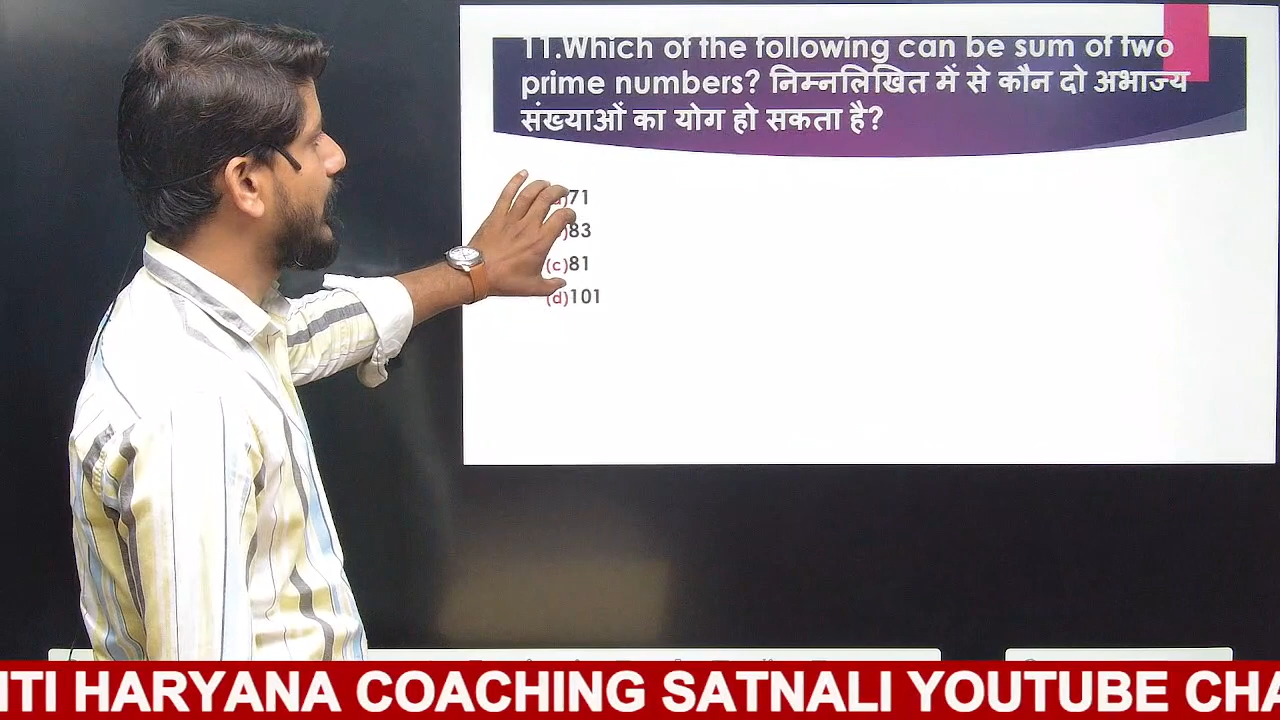 11.Which of the following can be sum of two
prime numbers? निम्नलिखित में से कौन दो अभाज्य
संख्याओं का योग हो सकता है?
71
83
(c)81
(d)101
ITI HARYANA COACHING SATNALI YOUTUBE CHA